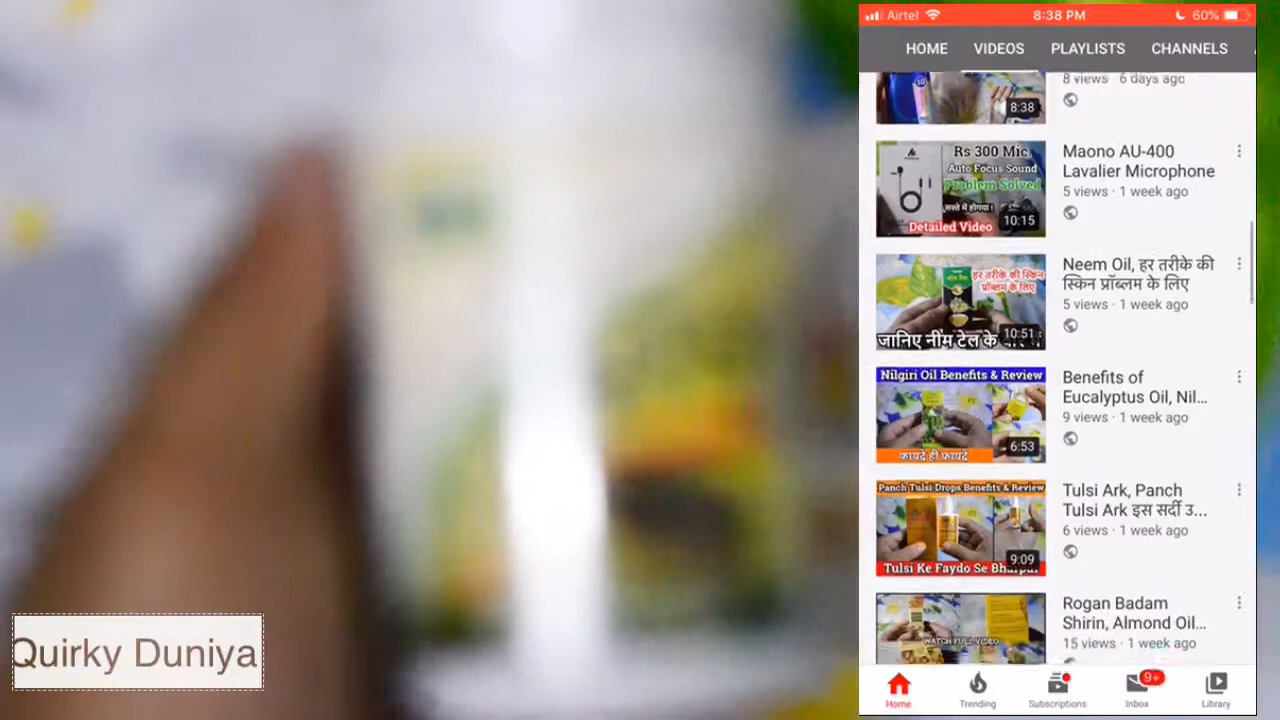 Airtel 8:38 PM 60%
HOME VIDEOS PLAYLISTS CHANNELS
8 views · 6 days ago
8:38
Rs 300 Mic.
Auto Focus Sound
Problem Solved
सस्ते में होगया !
Detailed Video
10:15
Maono AU-400
Lavalier Microphone
5 views · 1 week ago
हर तरीके की स्किन
प्रॉब्लम के लिए
जानिए नीम टेल के
10:51
Neem Oil, हर तरीके की
स्किन प्रॉब्लम के लिए
5 views · 1 week ago
Nilgiri Oil Benefits & Review
फायदे ही फायदे
6:53
Benefits of
Eucalyptus Oil, Nil...
9 views · 1 week ago
Panch Tulsi Drops Benefits & Review
Tulsi Ke Faydo Se Bharpur
9:09
Tulsi Ark, Panch
Tulsi Ark इस सर्दी उ...
6 views · 1 week ago
WATCH FULL VIDEO
Rogan Badam
Shirin, Almond Oil...
15 views · 1 week ago
Quirky Duniya
9+
Home Trending Subscriptions Inbox Library